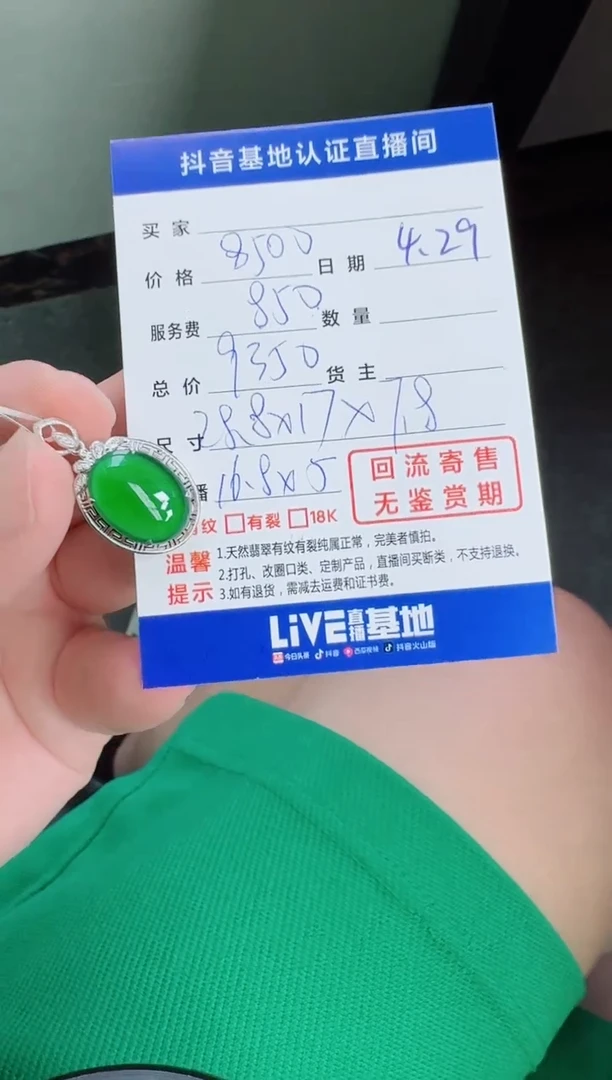 抖音基地认证直播间
买家
价格 8500 日期 4.29
服务费 850 数量
总价 9350 货主
尺寸 28.8x17x7.8
播 16.8x5
回流寄售
无鉴赏期
纹 □有裂 □18K
温馨提示
1.天然翡翠有纹有裂纯属正常，完美者慎拍。
2.打孔、改圈口类、定制产品，直播间买断类，不支持退换。
3.如有退货，需减去运费和证书费。
LiVE直播基地
今日头条 抖音 西瓜视频 抖音火山版